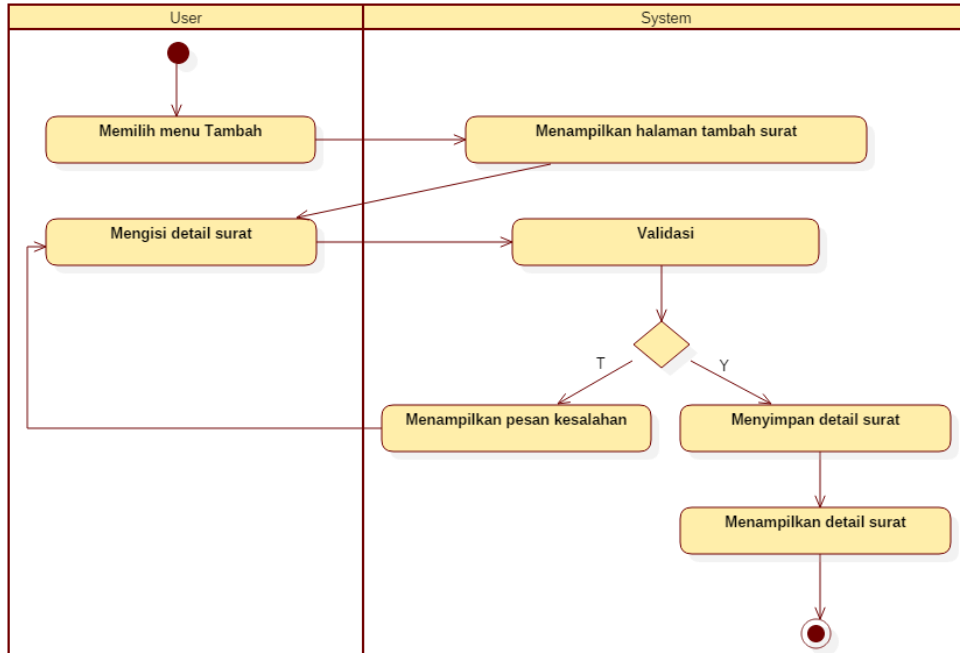 User
System
Memilih menu Tambah
Menampilkan halaman tambah surat
Mengisi detail surat
Validasi
T
Y
Menampilkan pesan kesalahan
Menyimpan detail surat
Menampilkan detail surat